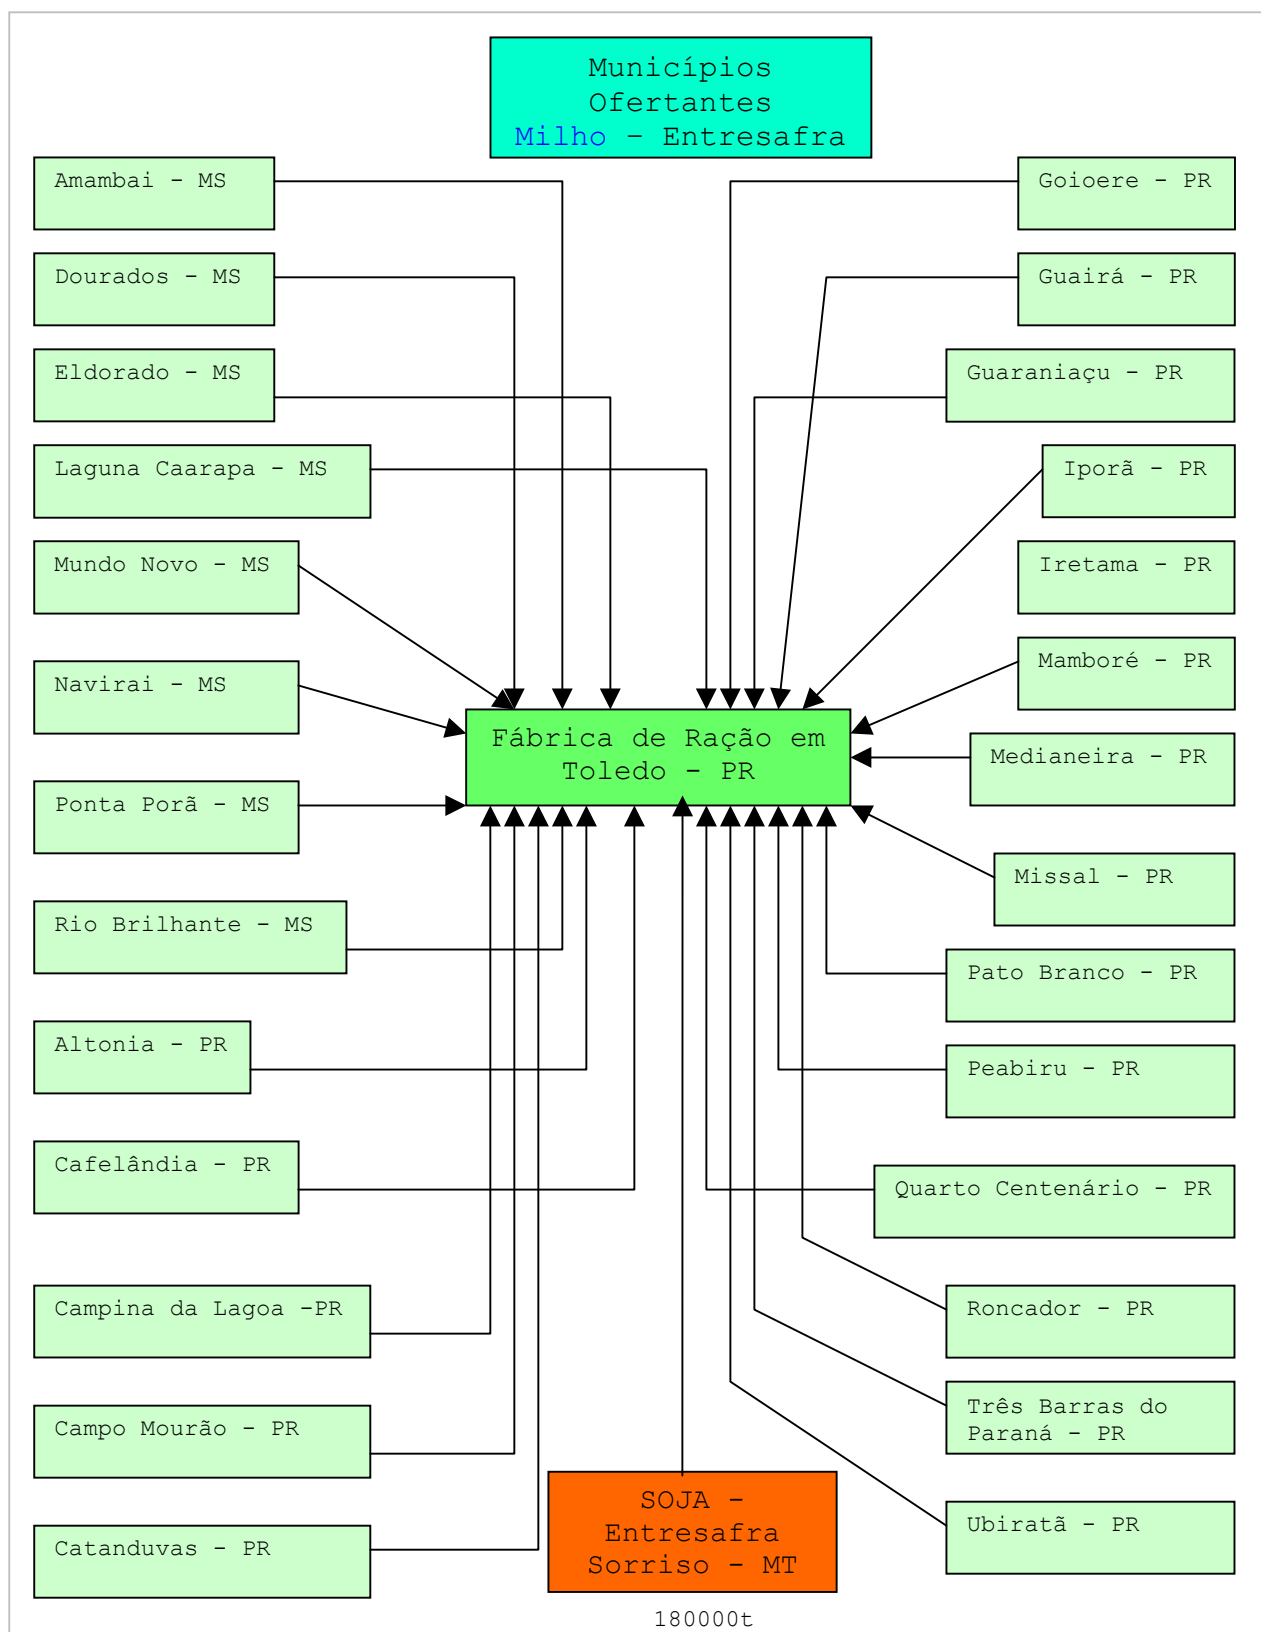 Municípios
Ofertantes
Milho - Entresafra
Amambai - MS
Dourados - MS
Eldorado - MS
Laguna Caarapa - MS
Mundo Novo - MS
Navirai - MS
Ponta Porã - MS
Rio Brilhante - MS
Altonia - PR
Cafelândia - PR
Campina da Lagoa -PR
Campo Mourão - PR
Catanduvas - PR
Fábrica de Ração em
Toledo - PR
SOJA -
Entresafra
Sorriso - MT
180000t
Goioere - PR
Guairá - PR
Guaraniaçu - PR
Iporã - PR
Iretama - PR
Mamboré - PR
Medianeira - PR
Missal - PR
Pato Branco - PR
Peabiru - PR
Quarto Centenário - PR
Roncador - PR
Três Barras do
Paraná - PR
Ubiratã - PR